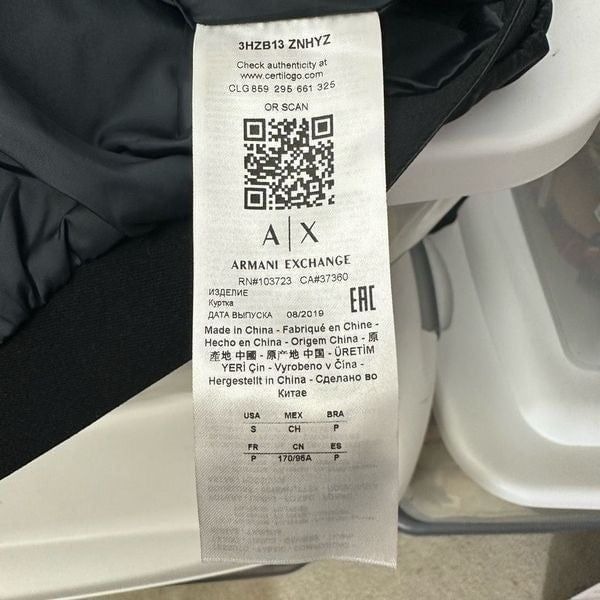 3HZB13 ZNHYZ
Check authenticity at
www.certilogo.com
CLG 859 295 661 325
OR SCAN
A|X
ARMANI EXCHANGE
RN#103723 CA#37360
ИЗДЕЛИЕ
Куртка
EAC
ДАТА ВЫПУСКА 08/2019
Made in China - Fabriqué en Chine -
Hecho en China - Origem China - 原
產地 中國 - 原产地 中国 - ÜRETİM
YERİ Çin - Vyrobeno v Čina -
Hergestellt in China - Сделано во
Китае
USA MEX BRA
S CH P
FR CN ES
P 170/96A P